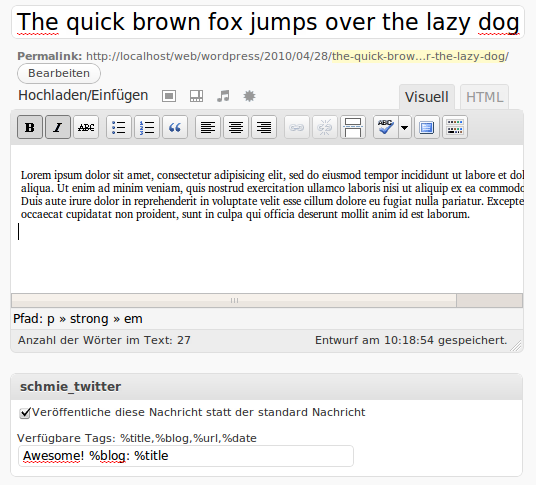 The quick brown fox jumps over the lazy dog
Permalink: http://localhost/web/wordpress/2010/04/28/the-quick-brow…r-the-lazy-dog/
Bearbeiten
Hochladen/Einfügen
Visuell HTML
B I ABC
ABC
Lorem ipsum dolor sit amet, consectetur adipisicing elit, sed do eiusmod tempor incididunt ut labore et dol
aliqua. Ut enim ad minim veniam, quis nostrud exercitation ullamco laboris nisi ut aliquip ex ea commodo
Duis aute irure dolor in reprehenderit in voluptate velit esse cillum dolore eu fugiat nulla pariatur. Excepte
occaecat cupidatat non proident, sunt in culpa qui officia deserunt mollit anim id est laborum.
Pfad: p » strong » em
Anzahl der Wörter im Text: 27 Entwurf am 10:18:54 gespeichert.
schmie_twitter
Veröffentliche diese Nachricht statt der standard Nachricht
Verfügbare Tags: %title,%blog,%url,%date
Awesome! %blog: %title